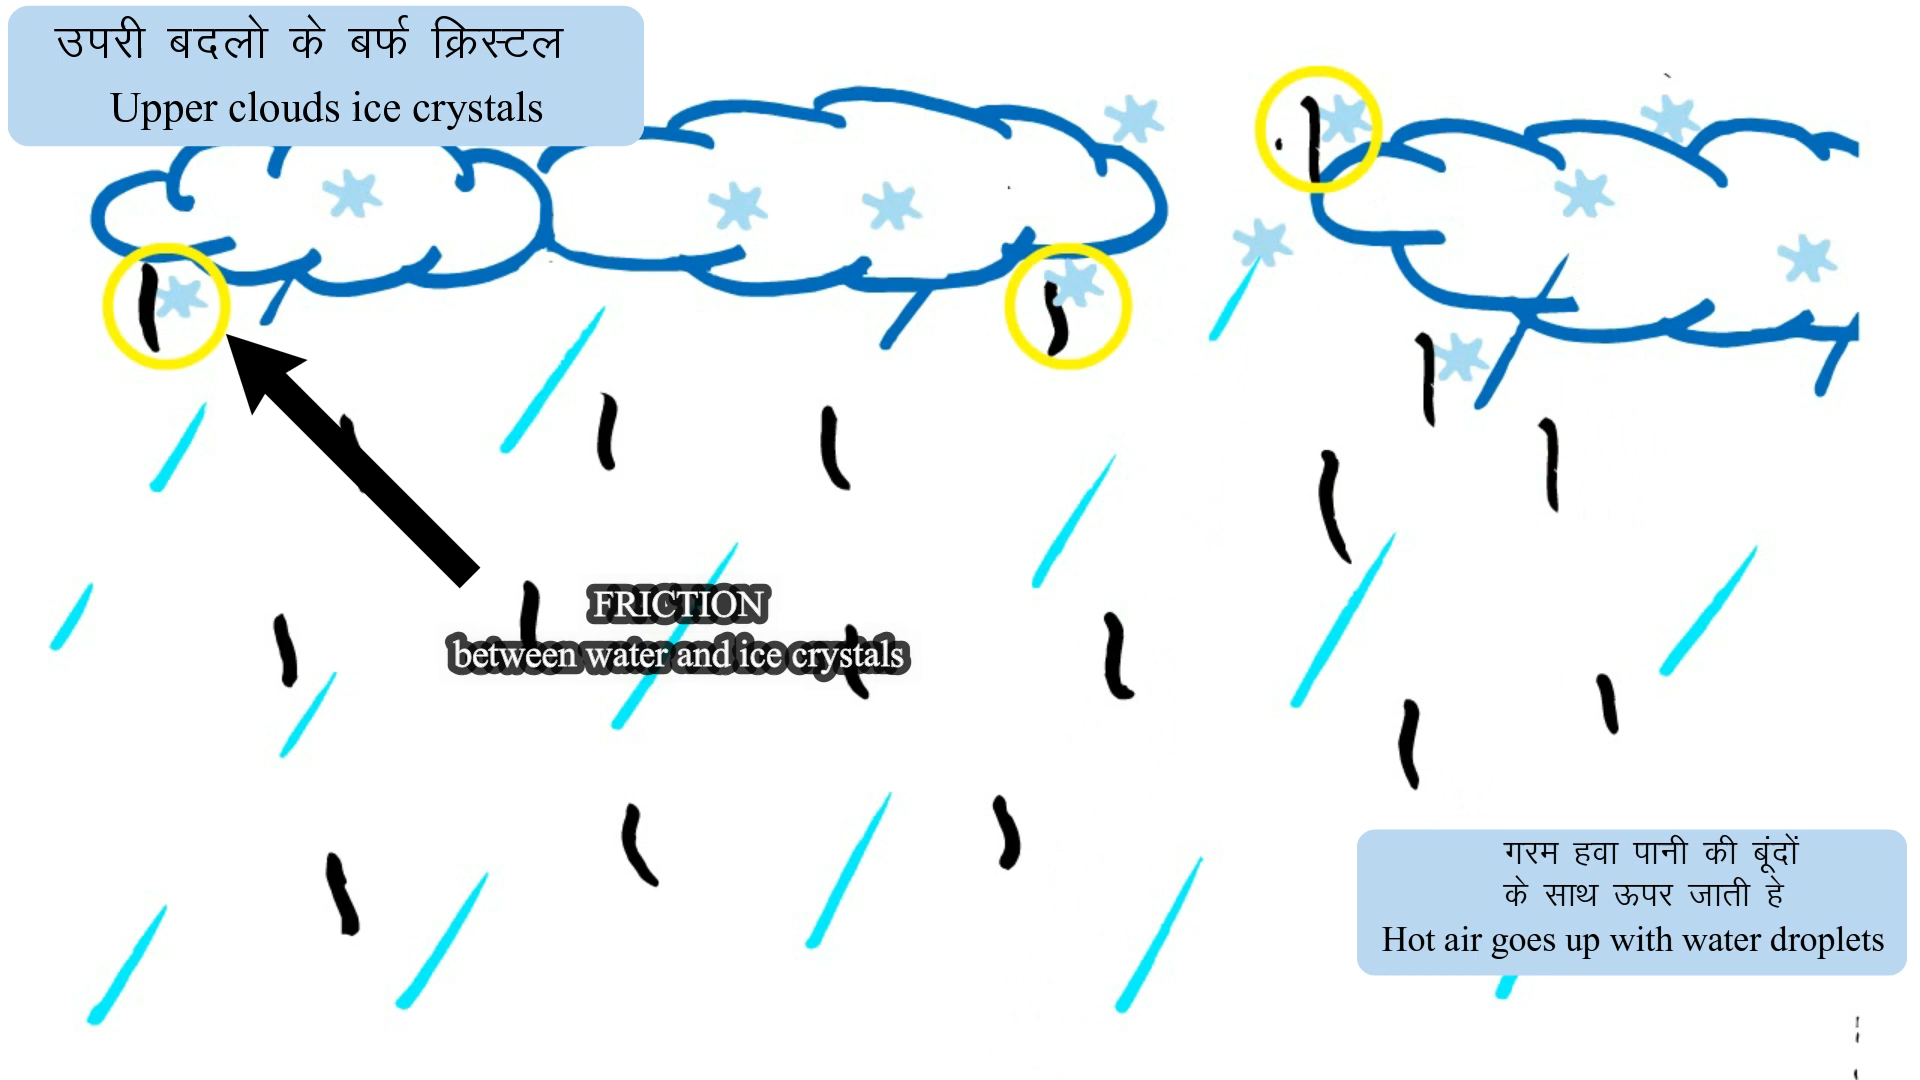 उपरी बदलो के बर्फ क्रिस्टल
Upper clouds ice crystals
FRICTION
between water and ice crystals
गरम हवा पानी की बूंदों
के साथ ऊपर जाती हे
Hot air goes up with water droplets